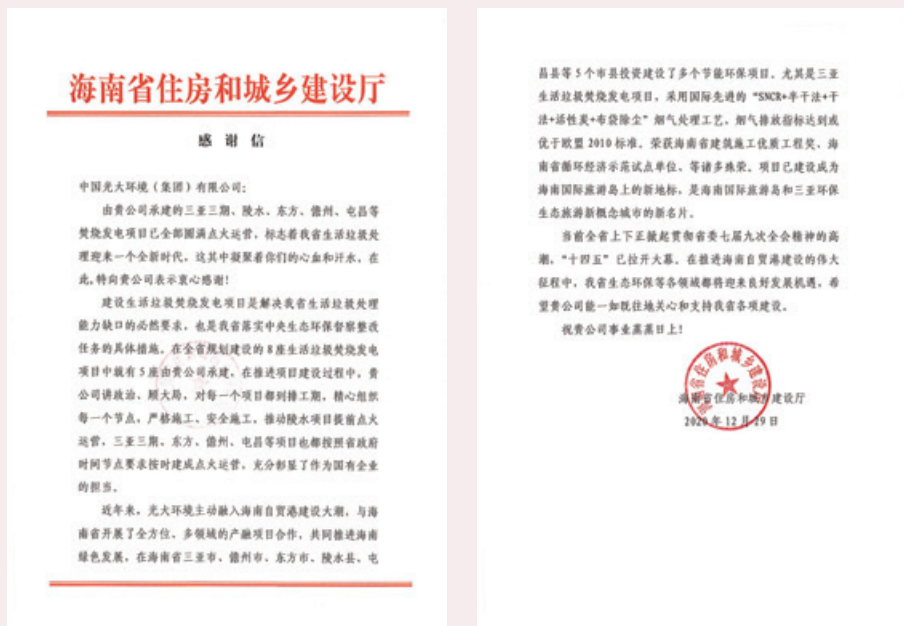 海南省住房和城乡建设厅
感谢信
中国光大环境（集团）有限公司：
由贵公司承建的三亚三期、陵水、东方、儋州、屯昌等
焚烧发电项目已全部圆满点火运营，标志着我省生活垃圾处
理迎来一个全新时代，这其中凝聚着你们的心血和汗水，在
此，特向贵公司表示衷心感谢！
建设生活垃圾焚烧发电项目是解决我省生活垃圾处理
能力缺口的必然要求，也是我省落实中央生态环保督察整改
任务的具体措施。在全省规划建设的8座生活垃圾焚烧发电
项目中就有5座由贵公司承建。在推进项目建设过程中，贵
公司讲政治、顾大局，对每一个项目都倒排工期，精心组织
每一个节点，严格施工、安全施工，推动陵水项目提前点火
运营，三亚三期、东方、儋州、屯昌等项目也都按照省政府
时间节点要求按时建成点火运营，充分彰显了作为国有企业
的担当。
近年来，光大环境主动融入海南自贸港建设大潮，与海
南省开展了全方位、多领域的产融项目合作，共同推进海南
绿色发展，在海南省三亚市、儋州市、东方市、陵水县、屯
昌县等5个市县投资建设了多个节能环保项目。尤其是三亚
生活垃圾焚烧发电项目，采用国际先进的“SNCR+半干法+干
法+活性炭+布袋除尘”烟气处理工艺，烟气排放指标达到或
优于欧盟2010标准。荣获海南省建筑施工优质工程奖、海
南省循环经济示范试点单位、等诸多殊荣。项目已建设成为
海南国际旅游岛上的新地标，是海南国际旅游岛和三亚环保
生态旅游新概念城市的新名片。
当前全省上下正掀起贯彻省委七届九次全会精神的高
潮，“十四五”已拉开大幕。在推进海南自贸港建设的伟大
征程中，我省生态环保等各领域都将迎来良好发展机遇，希
望贵公司能一如既往地关心和支持我省各项建设。
祝贵公司事业蒸蒸日上！
海南省住房和城乡建设厅
海南省住房和城乡建设厅
2020年12月29日